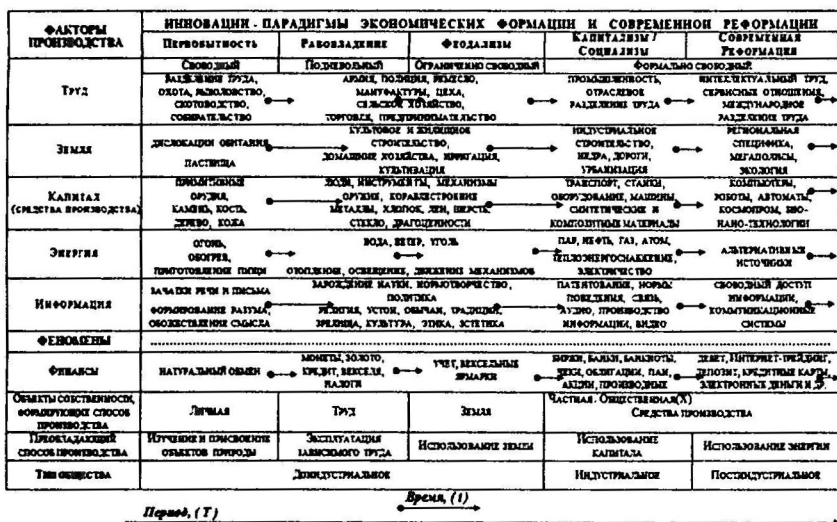 ФАКТОРЫ ПРОИЗВОДСТВА
ИННОВАЦИИ - ПАРАДИГМЫ ЭКОНОМИЧЕСКИХ ФОРМАЦИЙ И СОВРЕМЕННОЙ РЕФОРМАЦИИ
ПЕРВОБЫТНОСТЬ
РАБОВЛАДЕНИЕ
ФЕОДАЛИЗМ
КАПИТАЛИЗМ /
СОЦИАЛИЗМ
СОВРЕМЕННАЯ
РЕФОРМАЦИЯ
ТРУД
СВОБОДНЫЙ
ПОДНЕВОЛЬНЫЙ
ОГРАНИЧЕННО СВОБОДНЫЙ
ФОРМАЛЬНО СВОБОДНЫЙ
РАЗДЕЛЕНИЕ ТРУДА,
ОХОТА, РЫБОЛОВСТВО,
СКОТОВОДСТВО,
СОБИРАТЕЛЬСТВО
АРМИЯ, ПОЛИЦИЯ, РЕМЕСЛО,
МАНУФАКТУРЫ, ЦЕХА,
СЕЛЬСКОЕ ХОЗЯЙСТВО,
ТОРГОВЛЯ, ПРЕДПРИНИМАТЕЛЬСТВО
ПРОМЫШЛЕННОСТЬ,
ОТРАСЛЕВОЕ
РАЗДЕЛЕНИЕ ТРУДА
ИНТЕЛЛЕКТУАЛЬНЫЙ ТРУД,
СЕРВИСНЫЕ ОТНОШЕНИЯ,
МЕЖДУНАРОДНОЕ
РАЗДЕЛЕНИЕ ТРУДА
ЗЕМЛЯ
ДИСЛОКАЦИИ ОБИТАНИЯ,
ПАСТБИЩА
КУЛЬТОВОЕ И ЖИЛИЩНОЕ
СТРОИТЕЛЬСТВО,
ДОМАШНИЕ ХОЗЯЙСТВА, ИРРИГАЦИЯ,
КУЛЬТИВАЦИЯ
ИНДУСТРИАЛЬНОЕ
СТРОИТЕЛЬСТВО,
НЕДРА, ДОРОГИ,
УРБАНИЗАЦИЯ
РЕГИОНАЛЬНАЯ
СПЕЦИФИКА,
МЕГАПОЛИСЫ,
ЭКОЛОГИЯ
КАПИТАЛ
(СРЕДСТВА ПРОИЗВОДСТВА)
ПРИМИТИВНЫЕ
ОРУДИЯ,
КАМЕНЬ, КОСТЬ,
ДЕРЕВО, КОЖА
ЛЮДИ, ИНСТРУМЕНТЫ, МЕХАНИЗМЫ
ОРУЖИЕ, КОРАБЛЕСТРОЕНИЕ
МЕТАЛЛЫ, ХЛОПОК, ЛЕН, ШЕРСТЬ,
СТЕКЛО, ДРАГОЦЕННОСТИ
ТРАНСПОРТ, СТАНКИ,
ОБОРУДОВАНИЕ, МАШИНЫ,
СИНТЕТИЧЕСКИЕ И
КОМПОЗИТНЫЕ МАТЕРИАЛЫ
КОМПЬЮТЕРЫ,
РОБОТЫ, АВТОМАТЫ,
КОСМОПРОМ, БИО-
НАНО-ТЕХНОЛОГИИ
ЭНЕРГИЯ
ОГОНЬ,
ОБОГРЕВ,
ПРИГОТОВЛЕНИЕ ПИЩИ
ВОДА, ВЕТЕР, УГОЛЬ
ОТОПЛЕНИЕ, ОСВЕЩЕНИЕ, ДВИЖЕНИЕ МЕХАНИЗМОВ
ПАР, НЕФТЬ, ГАЗ, АТОМ,
ТЕПЛОЭНЕРГОСНАБЖЕНИЕ,
ЭЛЕКТРИЧЕСТВО
АЛЬТЕРНАТИВНЫЕ
ИСТОЧНИКИ
ИНФОРМАЦИЯ
ЗАЧАТКИ РЕЧИ И ПИСЬМА
ФОРМИРОВАНИЕ РАЗУМА,
ОБОЖЕСТВЛЕНИЕ СМЫСЛА
ЗАРОЖДЕНИЕ НАУКИ, НОРМОТВОРЧЕСТВО,
ПОЛИТИКА
РЕЛИГИЯ, УСТОИ, ОБЫЧАИ, ТРАДИЦИИ,
ЗРЕЛИЩА, КУЛЬТУРА, ЭТИКА, ЭСТЕТИКА
ПАТЕНТОВАНИЕ, НОРМЫ
ПОВЕДЕНИЯ, СВЯЗЬ,
АУДИО, ПРОИЗВОДСТВО
ИНФОРМАЦИИ, ВИДЕО
СВОБОДНЫЙ ДОСТУП
ИНФОРМАЦИИ,
КОММУНИКАЦИОННЫЕ
СИСТЕМЫ
ФЕНОМЕНЫ
ФИНАНСЫ
НАТУРАЛЬНЫЙ ОБМЕН
МОНЕТЫ, ЗОЛОТО,
КРЕДИТ, ВЕКСЕЛЯ,
НАЛОГИ
УЧЕТ, ВЕКСЕЛЬНЫЕ
ЯРМАРКИ
БИРЖИ, БАНКИ, БАНКНОТЫ,
ЧЕКИ, ОБЛИГАЦИИ, ПАИ,
АКЦИИ, ПРОИЗВОДНЫЕ
ДЕБЕТ, ИНТЕРНЕТ-ТРЕЙДИНГ,
ДЕПОЗИТ, КРЕДИТНЫЕ КАРТЫ,
ЭЛЕКТРОННЫЕ ДЕНЬГИ И ДР.
ОБЪЕКТЫ СОБСТВЕННОСТИ,
ФОРМИРУЮЩИЕ СПОСОБ
ПРОИЗВОДСТВА
ЛИЧНАЯ
ТРУД
ЗЕМЛЯ
ЧАСТНАЯ. ОБЩЕСТВЕННАЯ(Х)
СРЕДСТВА ПРОИЗВОДСТВА
ПРЕОБЛАДАЮЩИЙ
СПОСОБ ПРОИЗВОДСТВА
ИЗУЧЕНИЕ И ПРИСВОЕНИЕ
ОБЪЕКТОВ ПРИРОДЫ
ЭКСПЛУАТАЦИЯ
ЗАВИСИМОГО ТРУДА
ИСПОЛЬЗОВАНИЕ ЗЕМЛИ
ИСПОЛЬЗОВАНИЕ
КАПИТАЛА
ИСПОЛЬЗОВАНИЕ ЭНЕРГИИ
ТИП ОБЩЕСТВА
ДОИНДУСТРИАЛЬНОЕ
ИНДУСТРИАЛЬНОЕ
ПОСТИНДУСТРИАЛЬНОЕ
Время, (t)
Период, (T)